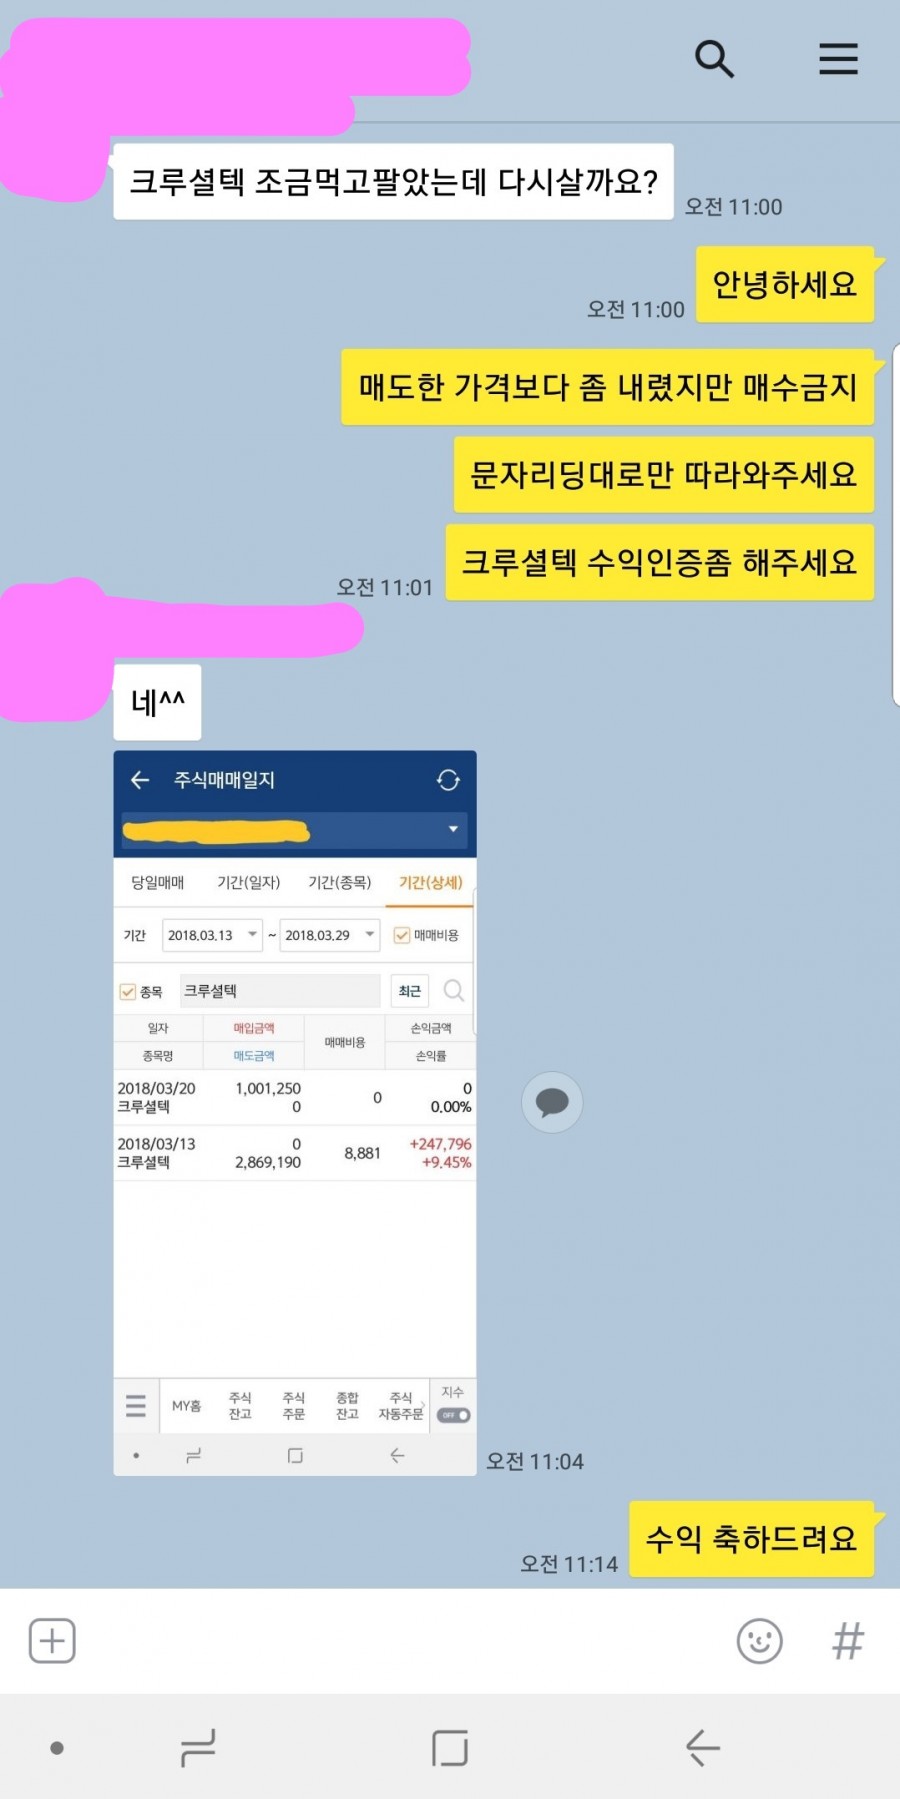 크루셜텍 조금먹고팔았는데 다시살까요?
오전 11:00
안녕하세요
오전 11:00
매도한 가격보다 좀 내렸지만 매수금지
문자리딩대로만 따라와주세요
크루셜텍 수익인증좀 해주세요
오전 11:01
네^^
주식매매일지
당일매매 기간(일자) 기간(종목) 기간(상세)
기간 2018.03.13 ~ 2018.03.29 매매비용
종목 크루셜텍 최근
일자 매입금액 매매비용 손익금액
종목명 매도금액 손익률
2018/03/20 1,001,250 0 0
크루셜텍 0 0.00%
2018/03/13 0 8,881 +247,796
크루셜텍 2,869,190 +9.45%
MY홈 주식 주식 종합 주식 지수
잔고 주문 잔고 자동주문 OFF
오전 11:04
수익 축하드려요
오전 11:14
#